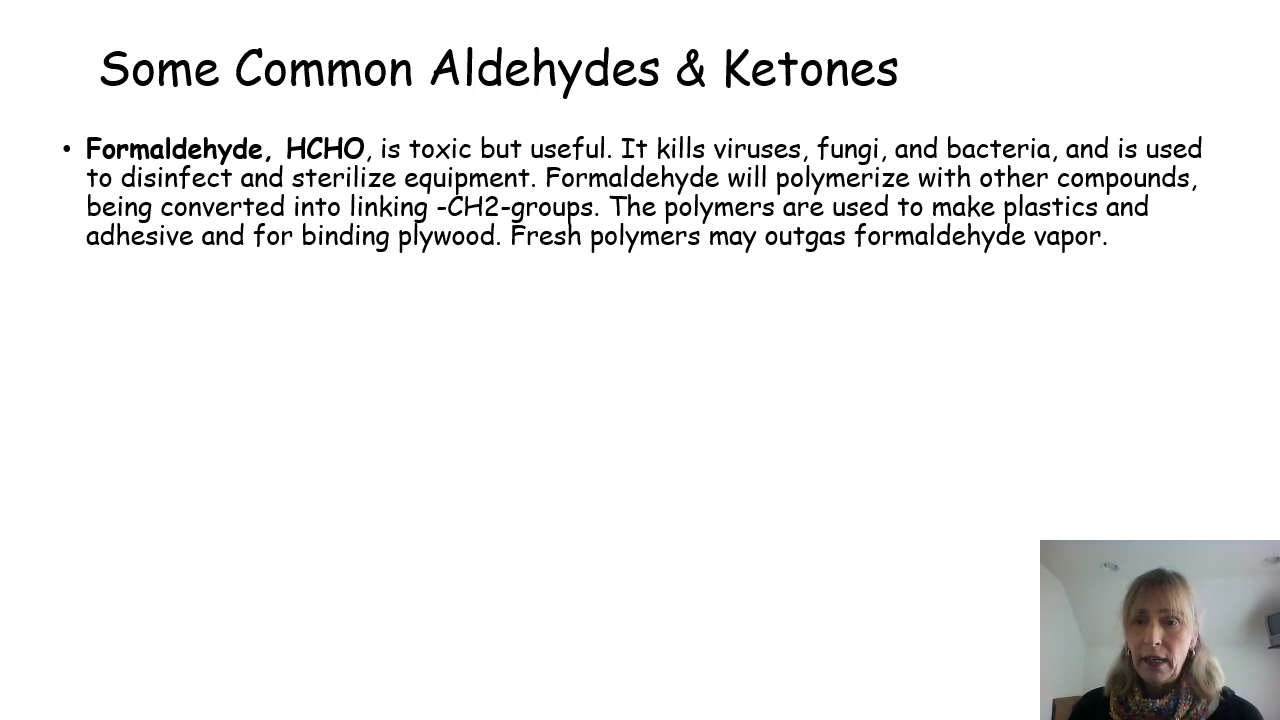 Some Common Aldehydes & Ketones
• Formaldehyde, HCHO, is toxic but useful. It kills viruses, fungi, and bacteria, and is used
to disinfect and sterilize equipment. Formaldehyde will polymerize with other compounds,
being converted into linking -CH2-groups. The polymers are used to make plastics and
adhesive and for binding plywood. Fresh polymers may outgas formaldehyde vapor.